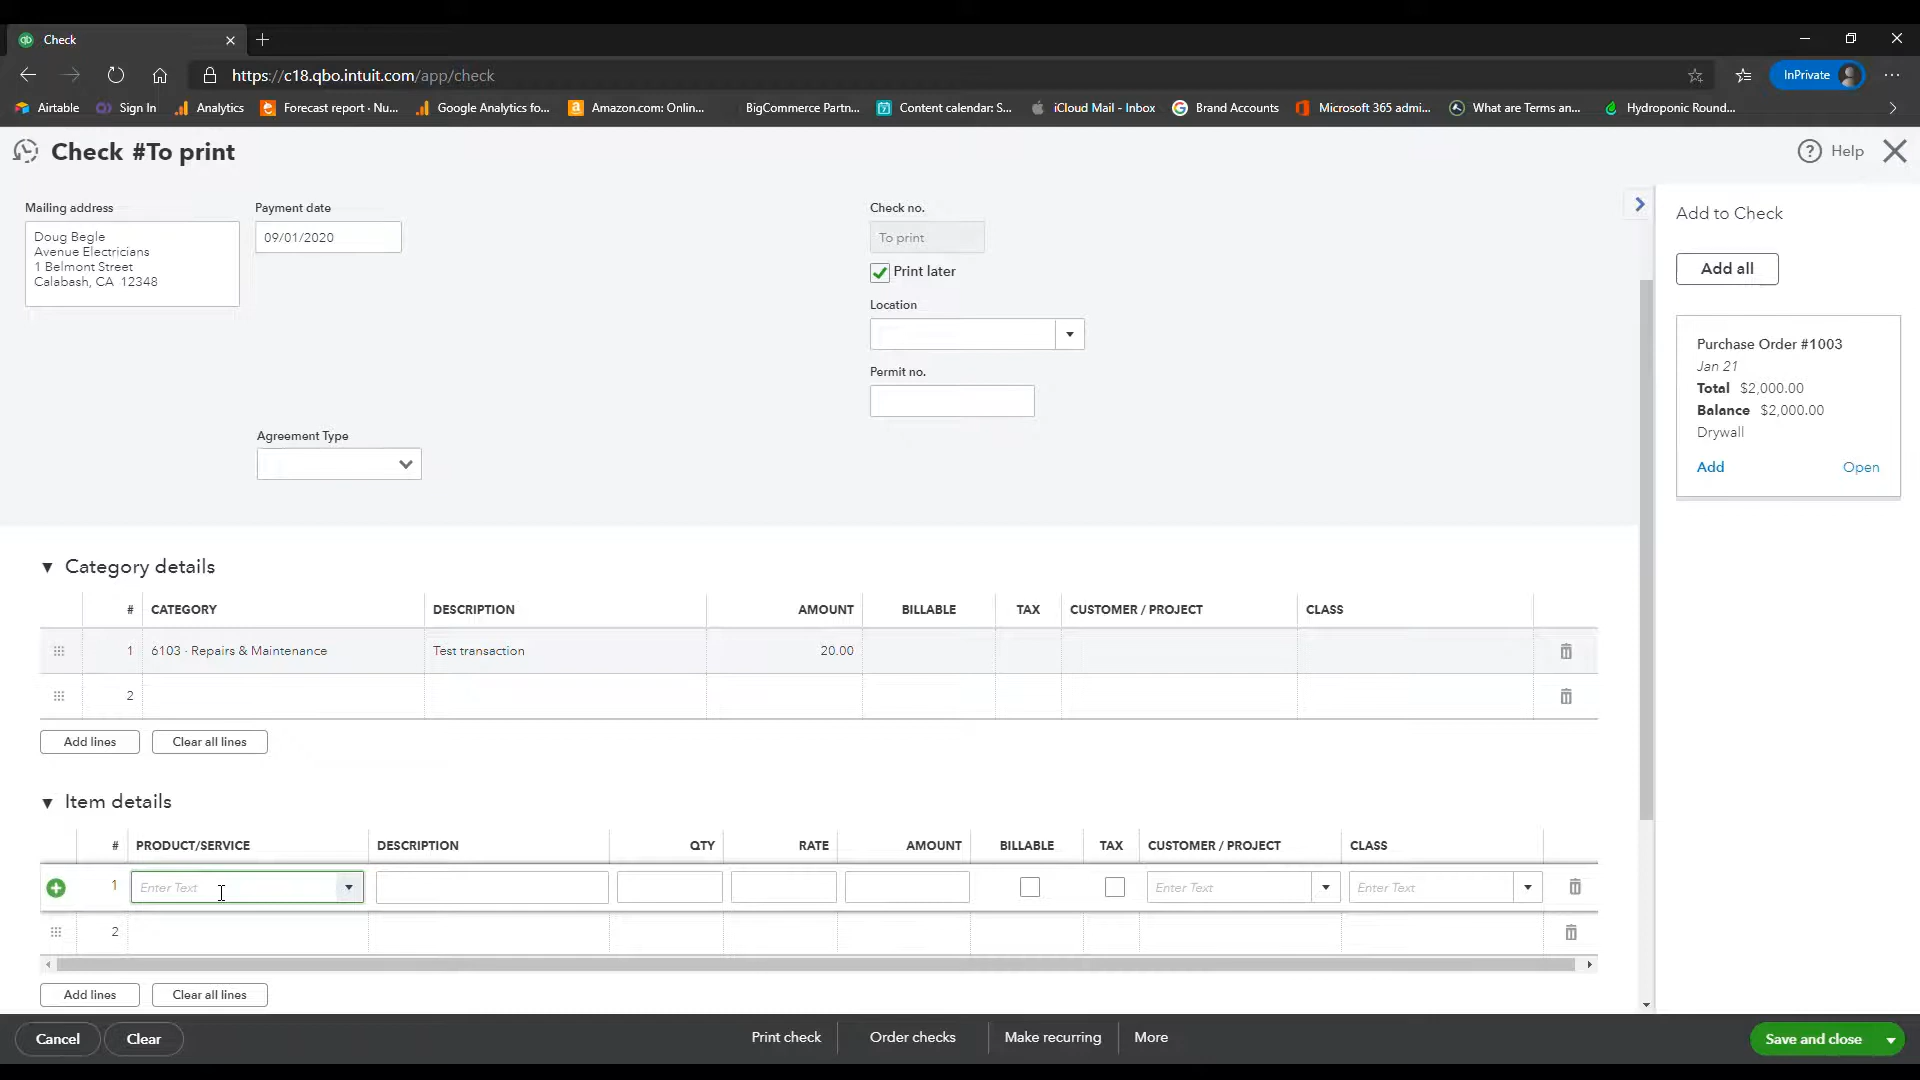 Check
https://c18.qbo.intuit.com/app/check
InPrivate
Airtable
Sign In
Analytics
Forecast report - Nu...
Google Analytics fo...
Amazon.com: Onlin...
BigCommerce Partn...
Content calendar: S...
iCloud Mail - Inbox
Brand Accounts
Microsoft 365 admi...
What are Terms an...
Hydroponic Round...
Check #To print
Help
Mailing address
Payment date
Check no.
Doug Begle
Avenue Electricians
1 Belmont Street
Calabash, CA 12348
09/01/2020
To print
Print later
Location
Permit no.
Agreement Type
Add to Check
Add all
Purchase Order #1003
Jan 21
Total $2,000.00
Balance $2,000.00
Drywall
Add Open
Category details
# CATEGORY DESCRIPTION AMOUNT BILLABLE TAX CUSTOMER / PROJECT CLASS
1 6103 · Repairs & Maintenance Test transaction 20.00
2
Add lines Clear all lines
Item details
# PRODUCT/SERVICE DESCRIPTION QTY RATE AMOUNT BILLABLE TAX CUSTOMER / PROJECT CLASS
1 Enter Text Enter Text Enter Text
2
Add lines Clear all lines
Cancel Clear Print check Order checks Make recurring More Save and close